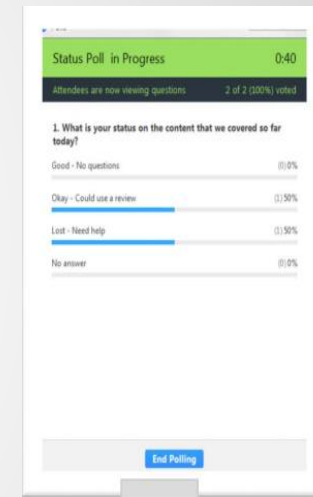 Status Poll in Progress 0:40
Attendees are now viewing questions 2 of 2 (100%) voted
1. What is your status on the content that we covered so far
today?
Good - No questions (0) 0%
Okay - Could use a review (1) 50%
Lost - Need help (1) 50%
No answer (0) 0%
End Polling